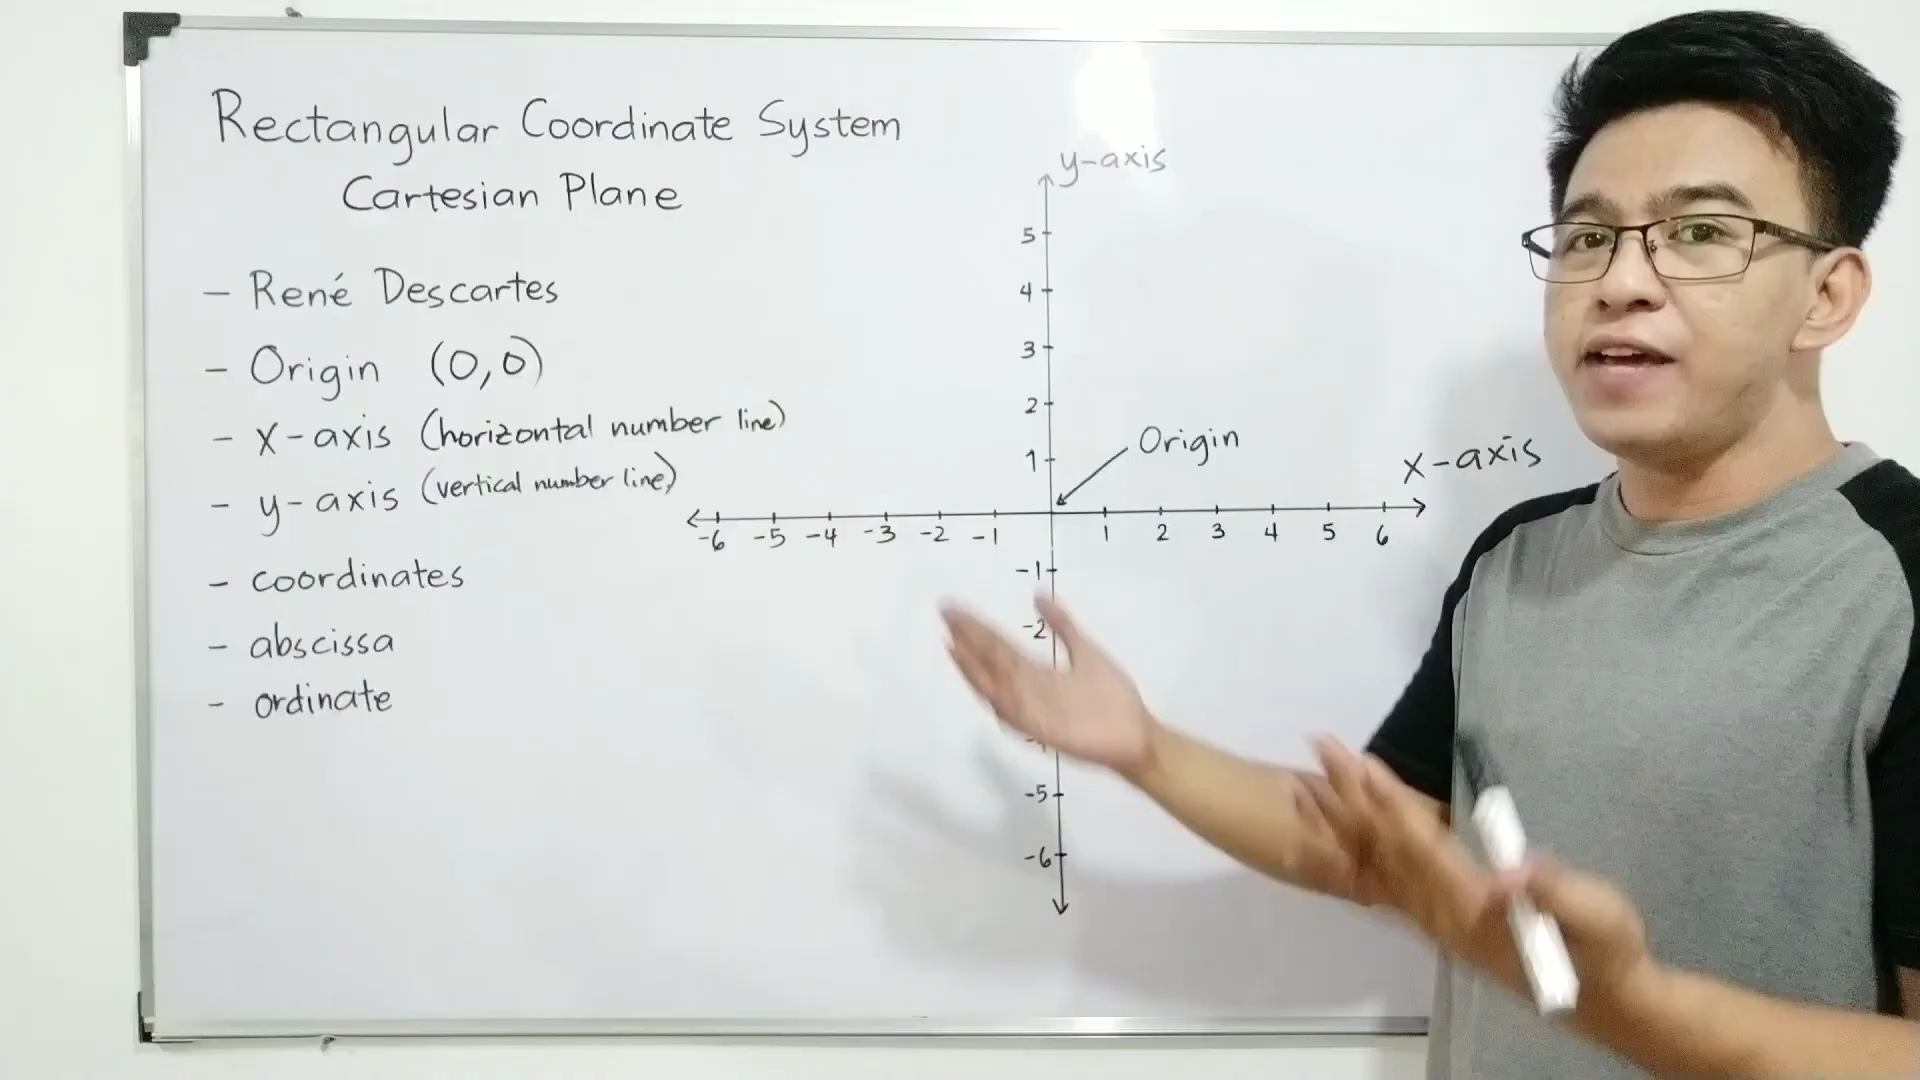 Rectangular Coordinate System
Cartesian Plane
- René Descartes
- Origin (0,0)
- x-axis (horizontal number line)
- y-axis (vertical number line)
- coordinates
- abscissa
- ordinate
y-axis
5
4
3
2
1
Origin
x-axis
-6 -5 -4 -3 -2 -1 1 2 3 4 5 6
-1
-2
-5
-6